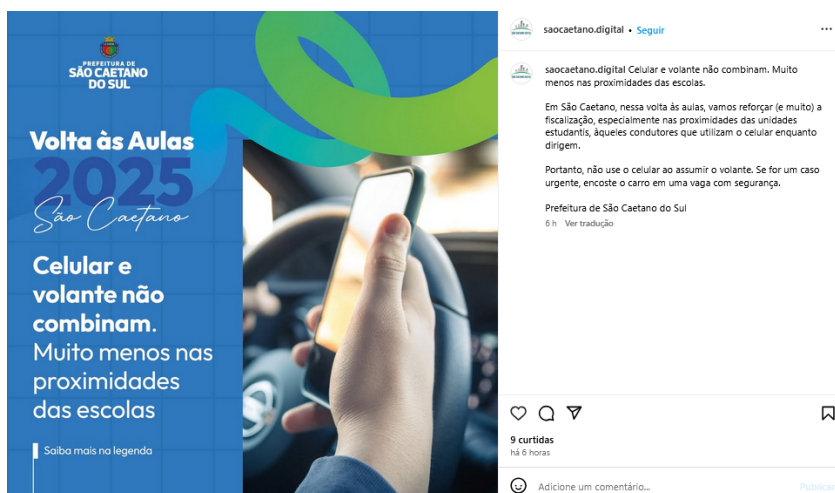 PREFEITURA DE
SÃO CAETANO
DO SUL
Volta às Aulas
2025
São Caetano
Celular e
volante não
combinam.
Muito menos nas
proximidades
das escolas
Saiba mais na legenda
saocaetano.digital • Seguir
saocaetano.digital Celular e volante não combinam. Muito
menos nas proximidades das escolas.
Em São Caetano, nessa volta às aulas, vamos reforçar (e muito) a
fiscalização, especialmente nas proximidades das unidades
estudantis, àqueles condutores que utilizam o celular enquanto
dirigem.
Portanto, não use o celular ao assumir o volante. Se for um caso
urgente, encoste o carro em uma vaga com segurança.
Prefeitura de São Caetano do Sul
6 h Ver tradução
9 curtidas
há 6 horas
Adicione um comentário...
Publicar